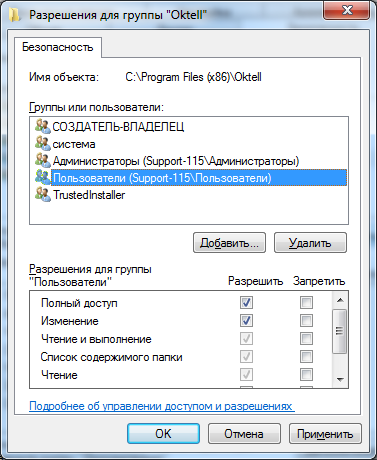 Разрешения для группы "Oktell"
Безопасность
Имя объекта: C:\Program Files (x86)\Oktell
Группы или пользователи:
СОЗДАТЕЛЬ-ВЛАДЕЛЕЦ
система
Администраторы (Support-115\Администраторы)
Пользователи (Support-115\Пользователи)
TrustedInstaller
Добавить... Удалить
Разрешения для группы
"Пользователи" Разрешить Запретить
Полный доступ
Изменение
Чтение и выполнение
Список содержимого папки
Чтение
Подробнее об управлении доступом и разрешениях
ОК Отмена Применить